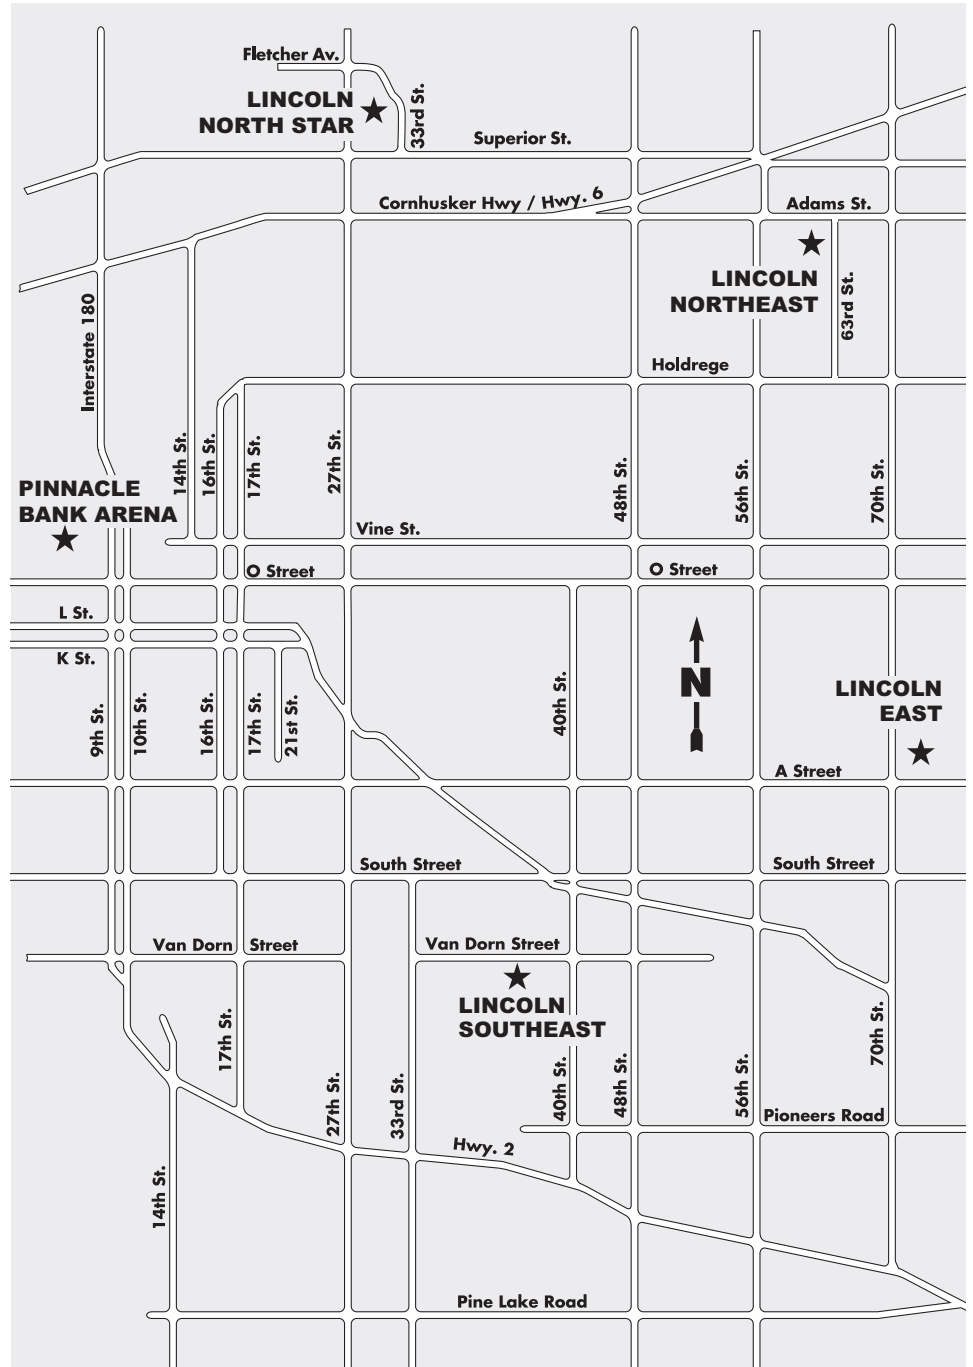 Fletcher Av.
LINCOLN
NORTH STAR
33rd St.
Superior St.
Cornhusker Hwy / Hwy. 6
Adams St.
LINCOLN
NORTHEAST
63rd St.
Interstate 180
Holdrege
14th St.
16th St.
17th St.
27th St.
48th St.
56th St.
70th St.
PINNACLE
BANK ARENA
Vine St.
O Street
O Street
L St.
K St.
N
9th St.
10th St.
16th St.
17th St.
21st St.
40th St.
LINCOLN
EAST
A Street
South Street
South Street
Van Dorn Street
Van Dorn Street
LINCOLN
SOUTHEAST
17th St.
27th St.
33rd St.
40th St.
48th St.
56th St.
70th St.
Pioneers Road
Hwy. 2
14th St.
Pine Lake Road